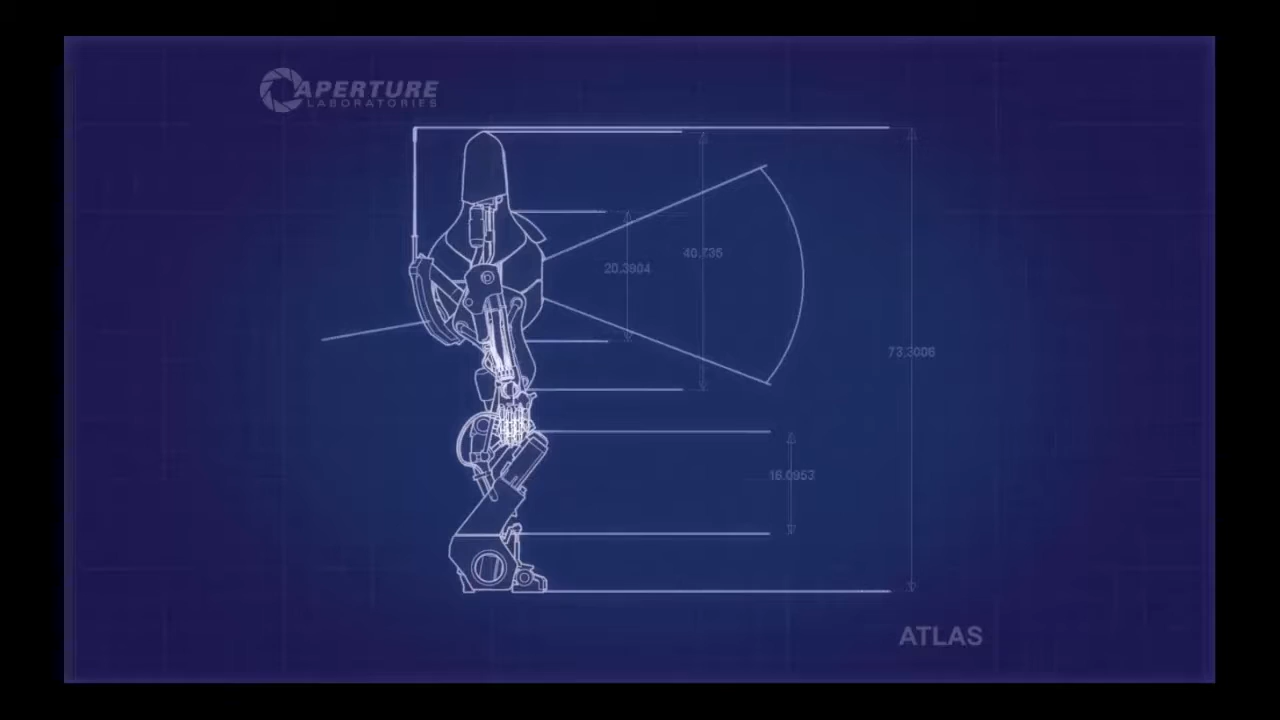 APERTURE
LABORATORIES
40.735
20.3904
73.3006
16.0953
ATLAS